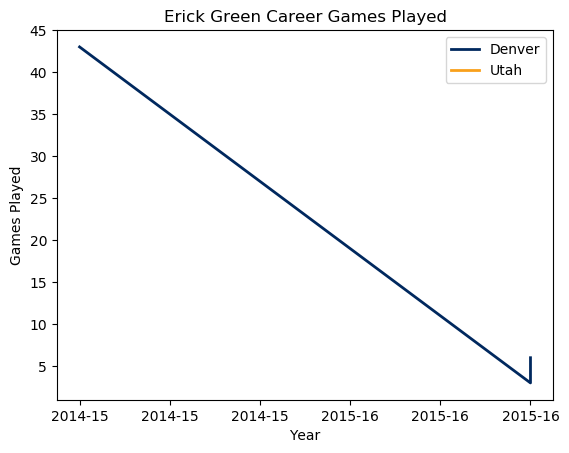 Erick Green Career Games Played
Denver
Utah
Games Played
45
40
35
30
25
20
15
10
5
2014-15 2014-15 2014-15 2015-16 2015-16 2015-16
Year